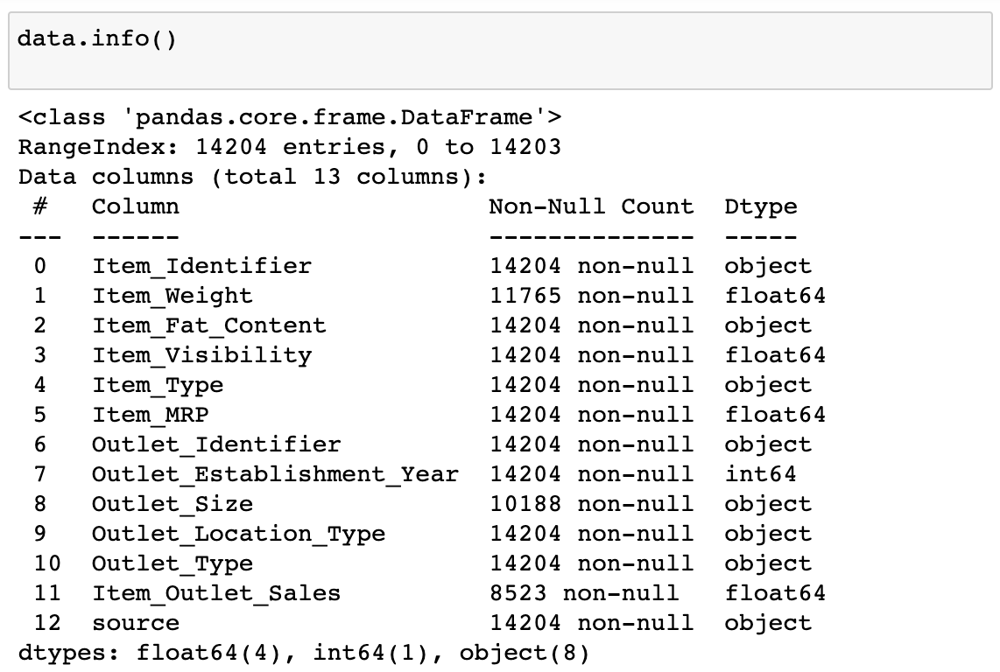 data.info()
<class 'pandas.core.frame.DataFrame'>
RangeIndex: 14204 entries, 0 to 14203
Data columns (total 13 columns):
 #   Column                     Non-Null Count  Dtype
---  ------                     --------------  -----
 0   Item_Identifier            14204 non-null  object
 1   Item_Weight                11765 non-null  float64
 2   Item_Fat_Content           14204 non-null  object
 3   Item_Visibility            14204 non-null  float64
 4   Item_Type                  14204 non-null  object
 5   Item_MRP                   14204 non-null  float64
 6   Outlet_Identifier          14204 non-null  object
 7   Outlet_Establishment_Year  14204 non-null  int64
 8   Outlet_Size                10188 non-null  object
 9   Outlet_Location_Type       14204 non-null  object
 10  Outlet_Type                14204 non-null  object
 11  Item_Outlet_Sales          8523 non-null   float64
 12  source                     14204 non-null  object
dtypes: float64(4), int64(1), object(8)